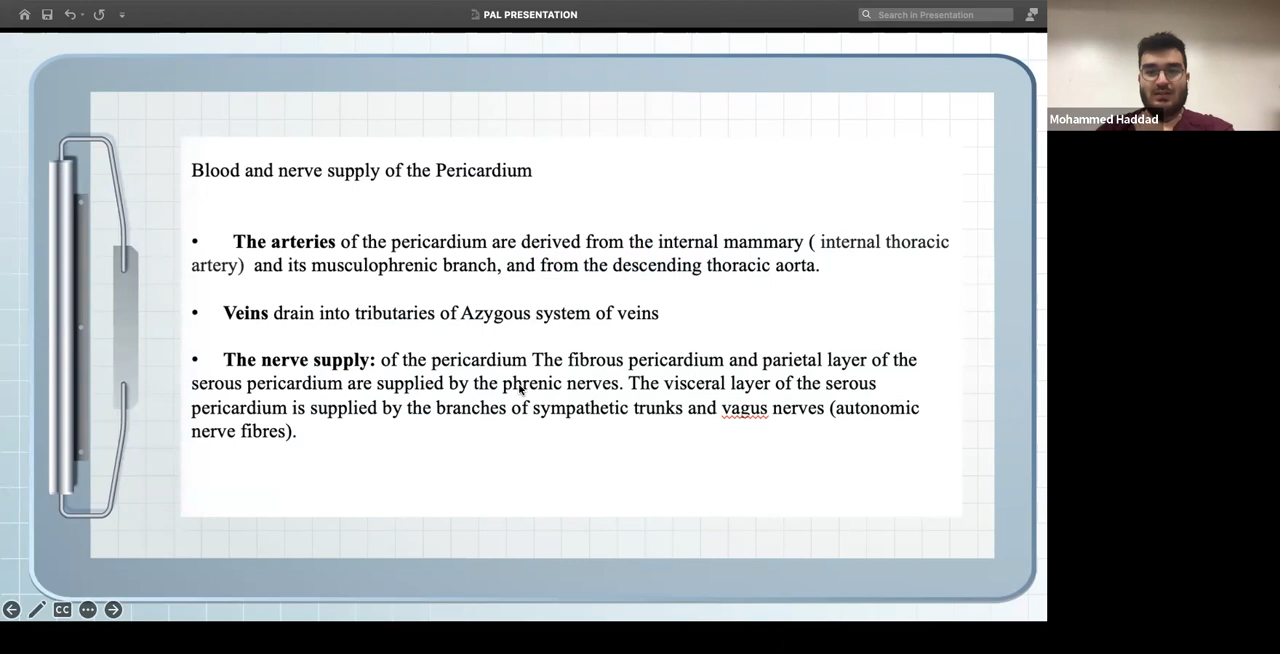 PAL PRESENTATION
Search in Presentation
Mohammed Haddad
Blood and nerve supply of the Pericardium
• The arteries of the pericardium are derived from the internal mammary ( internal thoracic
artery) and its musculophrenic branch, and from the descending thoracic aorta.
• Veins drain into tributaries of Azygous system of veins
• The nerve supply: of the pericardium The fibrous pericardium and parietal layer of the
serous pericardium are supplied by the phrenic nerves. The visceral layer of the serous
pericardium is supplied by the branches of sympathetic trunks and vagus nerves (autonomic
nerve fibres).
CC